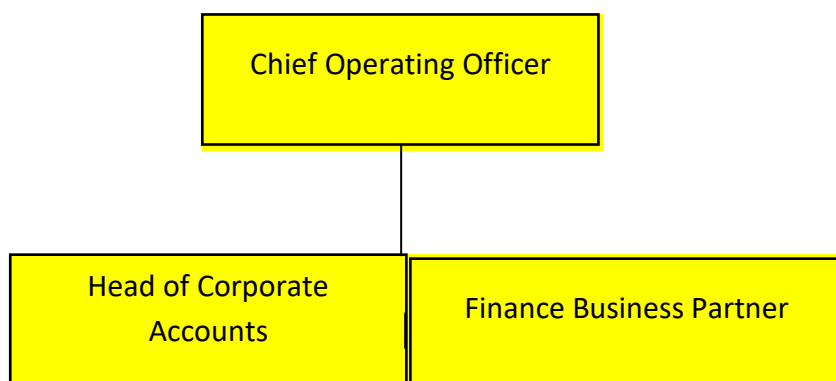 Chief Operating Officer
Head of Corporate
Accounts
Finance Business Partner